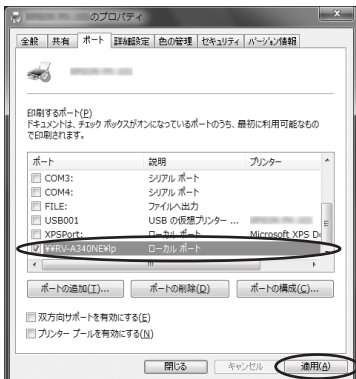 のプロパティ
全般 共有 ポート 詳細設定 色の管理 セキュリティ バージョン情報
印刷するポート(P)
ドキュメントは、チェック ボックスがオンになっているポートのうち、最初に利用可能なもの
で印刷されます。
ポート 説明 プリンター
COM3: シリアル ポート
COM4: シリアル ポート
FILE: ファイルへ出力
USB001 USB の仮想プリンター ...
XPSPort: ローカル ポート Microsoft XPS D
¥¥RV-A340NE¥lp ローカル ポート
ポートの追加(T)... ポートの削除(D) ポートの構成(C)...
双方向サポートを有効にする(E)
プリンター プールを有効にする(N)
閉じる キャンセル 適用(A)